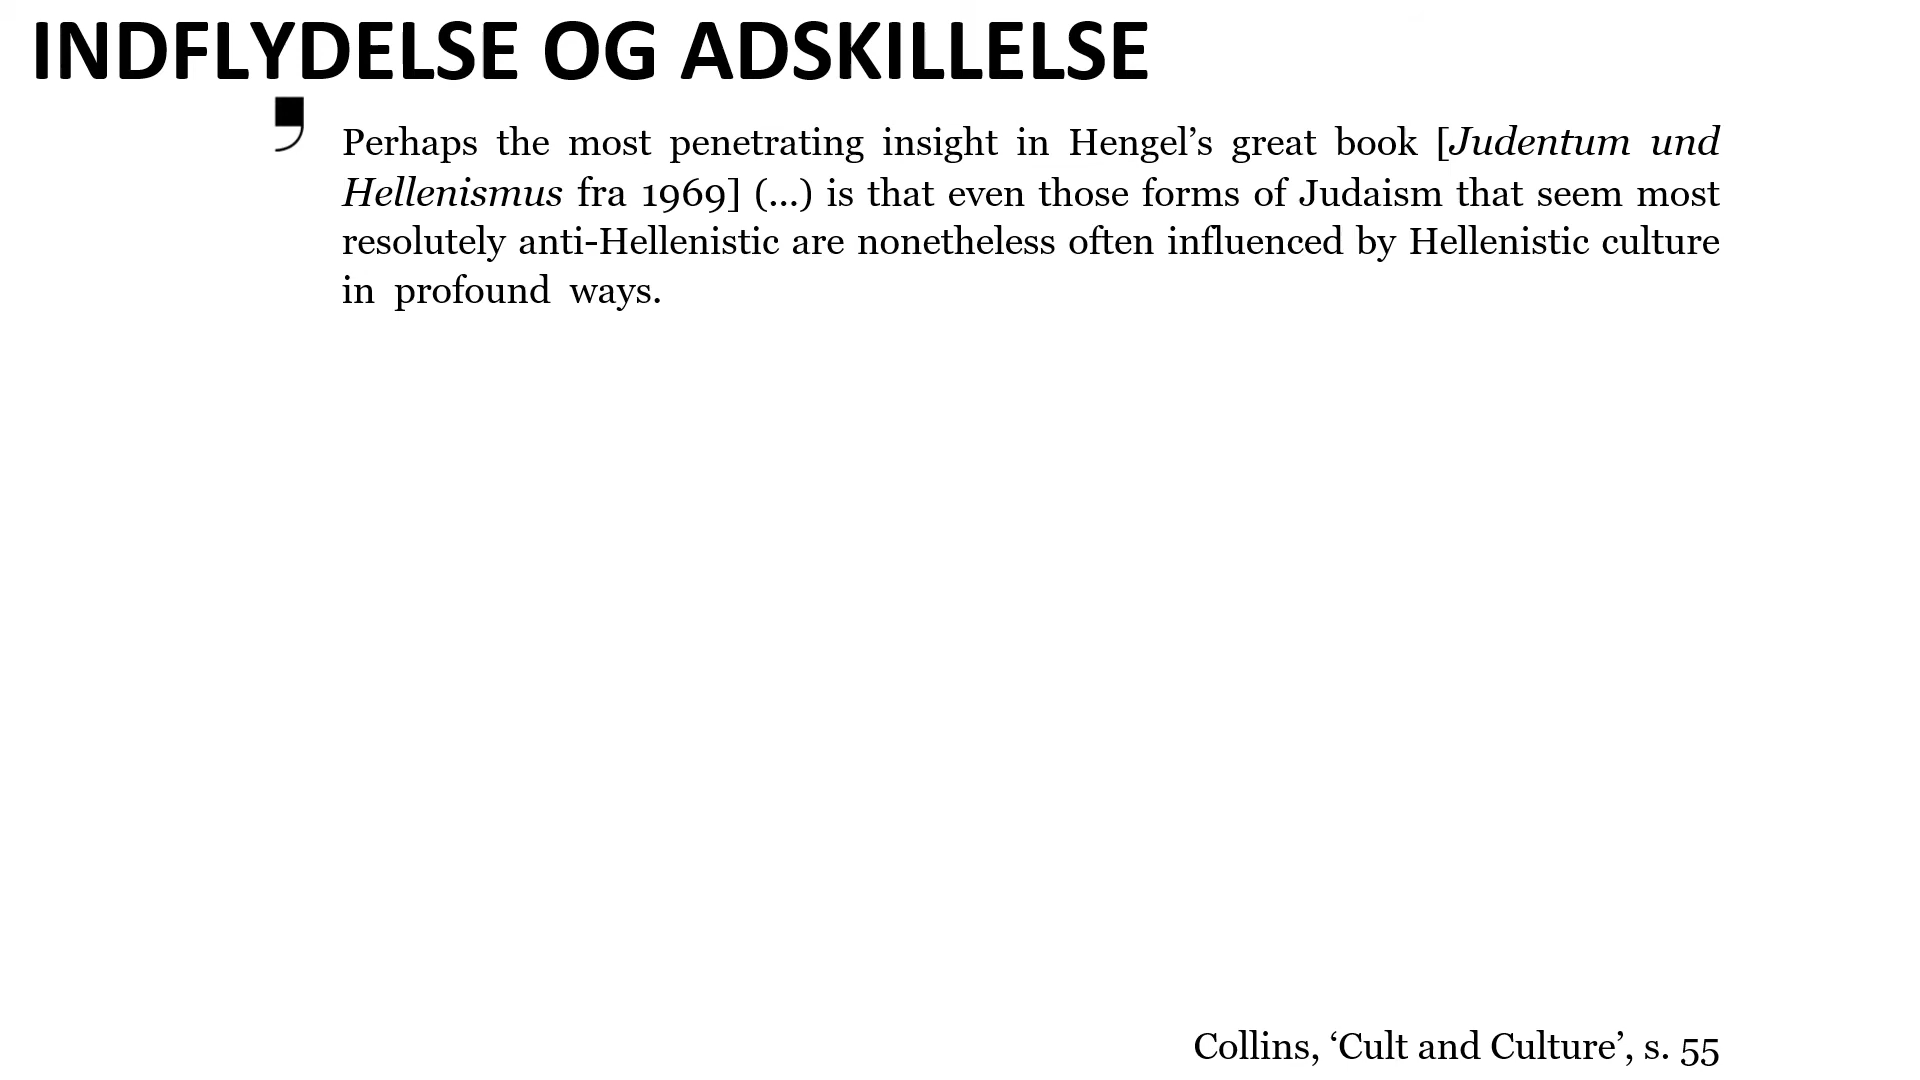 INDFLYDELSE OG ADSKILLELSE
Perhaps the most penetrating insight in Hengel’s great book [Judentum und
Hellenismus fra 1969] (...) is that even those forms of Judaism that seem most
resolutely anti-Hellenistic are nonetheless often influenced by Hellenistic culture
in profound ways.
Collins, ‘Cult and Culture’, s. 55